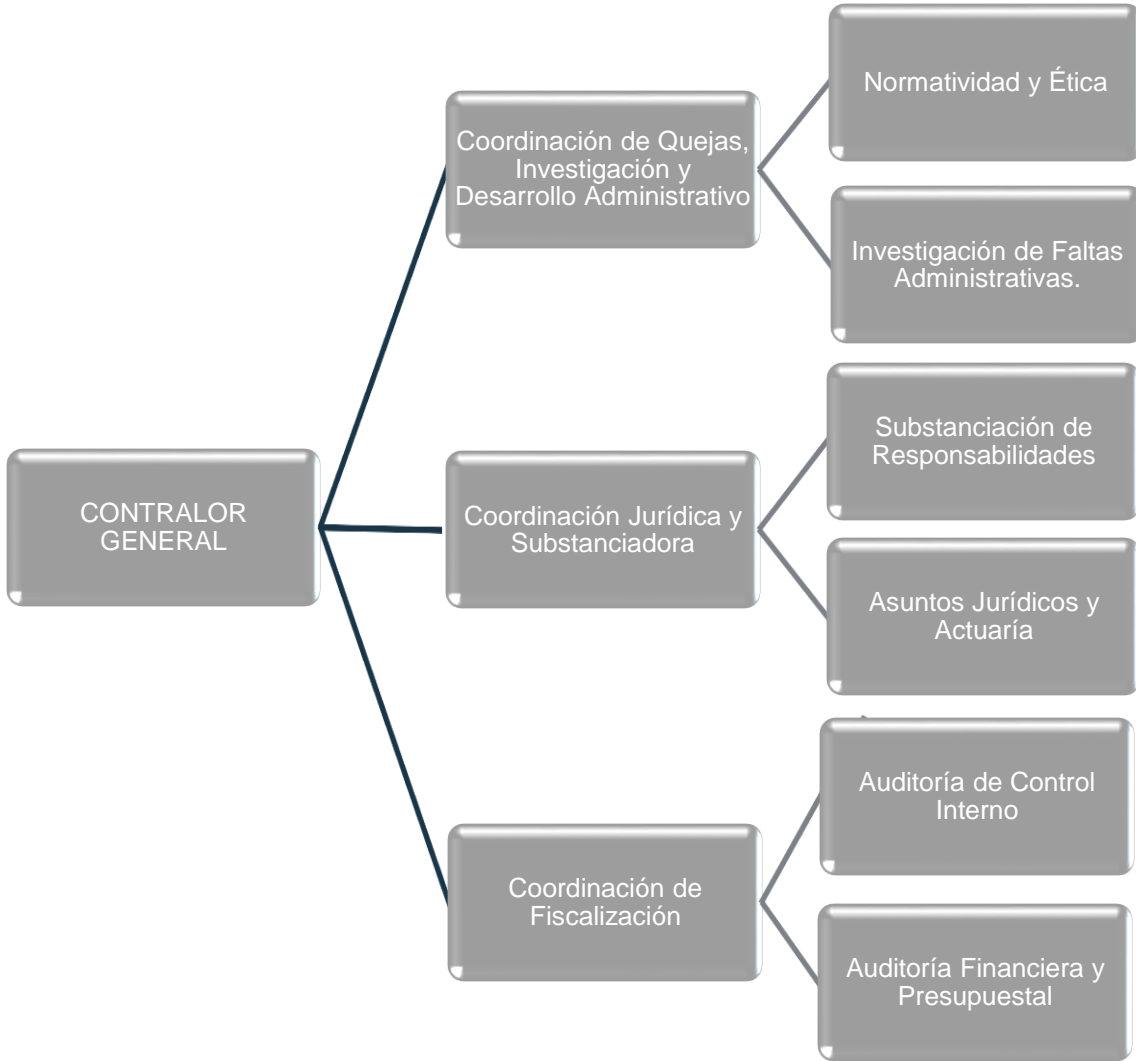 CONTRALOR
GENERAL
Coordinación de Quejas,
Investigación y
Desarrollo Administrativo
Normatividad y Ética
Investigación de Faltas
Administrativas.
Coordinación Jurídica y
Substanciadora
Substanciación de
Responsabilidades
Asuntos Jurídicos y
Actuaría
Coordinación de
Fiscalización
Auditoría de Control
Interno
Auditoría Financiera y
Presupuestal